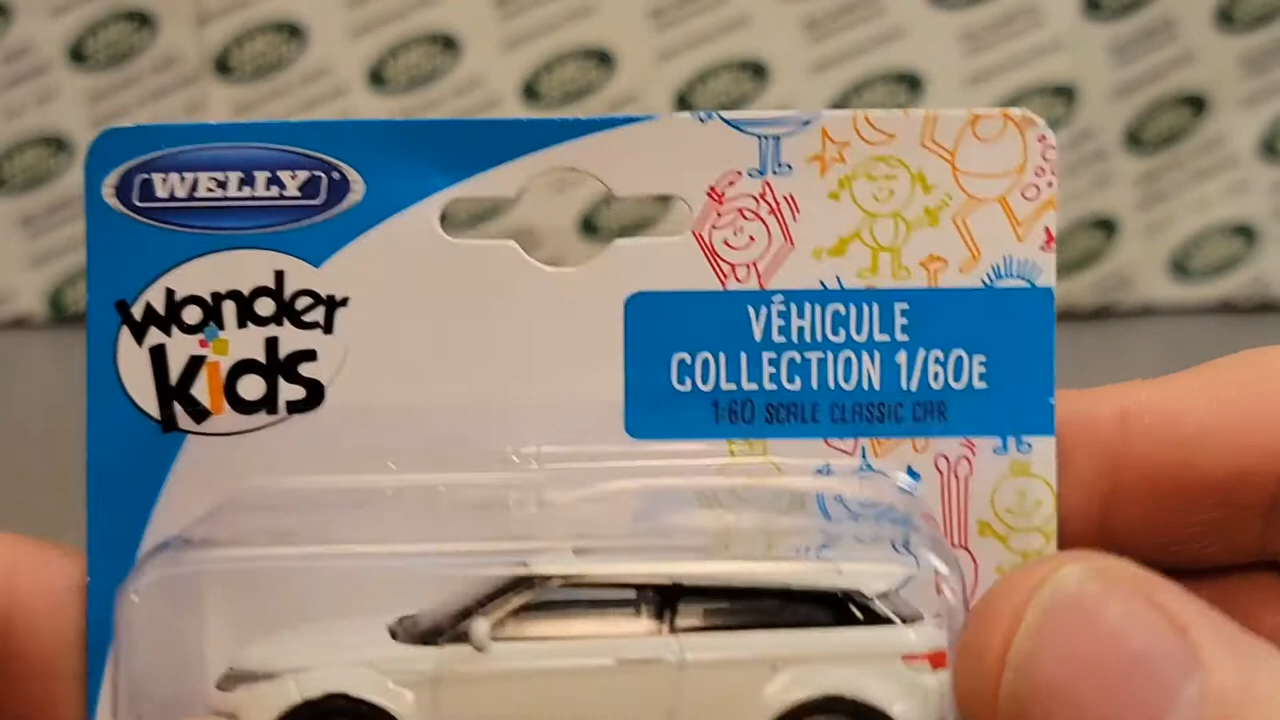 WELLY
wonder
kids
VÉHICULE
COLLECTION 1/60E
1:60 SCALE CLASSIC CAR